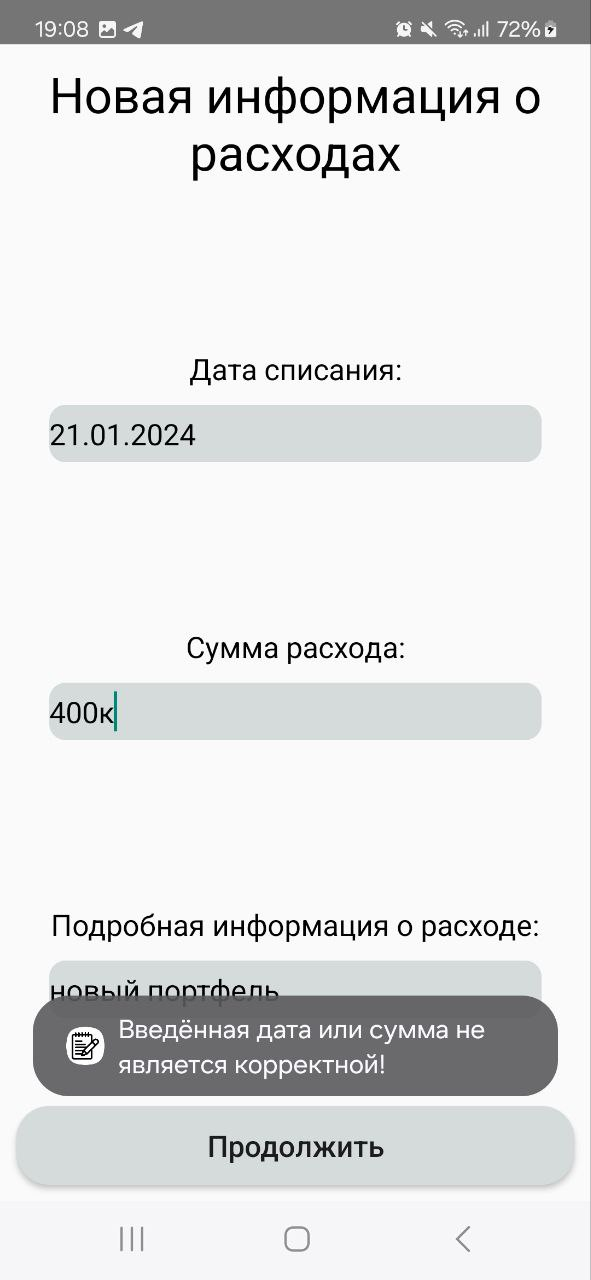 19:08 72%
Новая информация о
расходах
Дата списания:
21.01.2024
Сумма расхода:
400к
Подробная информация о расходе:
новый портфель
Введённая дата или сумма не
является корректной!
Продолжить